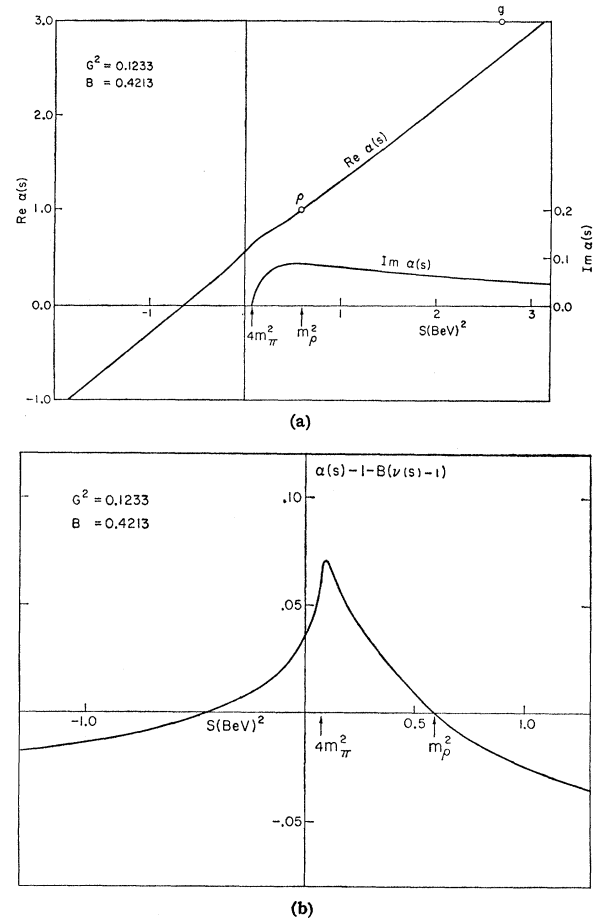 g
3.0
G² = 0.1233
B = 0.4213
2.0
Re α(s)
Re α(s)
ρ
1.0
0.2
Im α(s)
0.1
Im α(s)
0.0
0.0
-1
1
2
3
4m²π
m²ρ
S(BeV)²
-1.0
(a)
α(s)-1-B(ν(s)-1)
G² = 0.1233
.10
B = 0.4213
.05
-1.0
S(BeV)²
0.5
1.0
4m²π
m²ρ
-.05
(b)